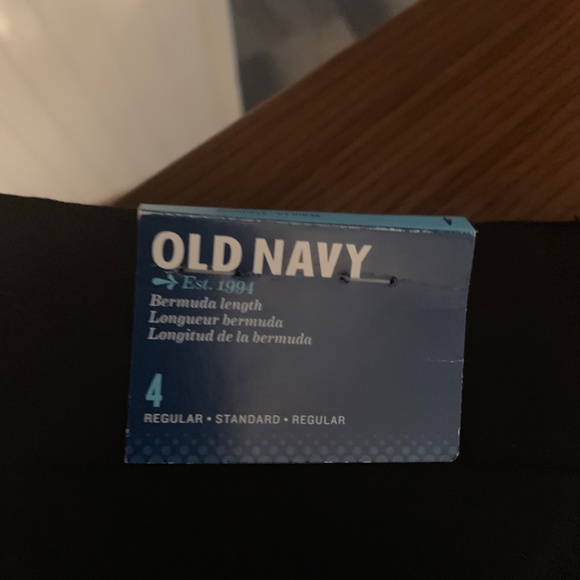 OLD NAVY
Est. 1994
Bermuda length
Longueur bermuda
Longitud de la bermuda
4
REGULAR • STANDARD • REGULAR